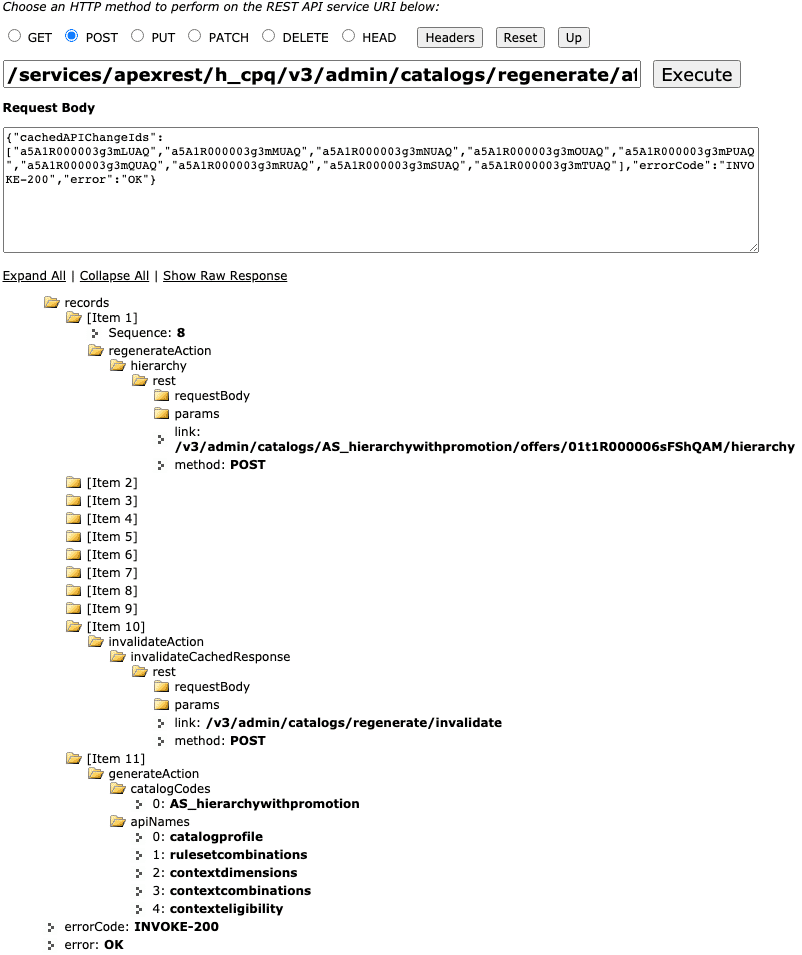 Choose an HTTP method to perform on the REST API service URI below:
GET POST PUT PATCH DELETE HEAD Headers Reset Up
/services/apexrest/h_cpq/v3/admin/catalogs/regenerate/af Execute
Request Body
{"cachedAPIChangeIds":
["a5A1R000003g3mLUAQ","a5A1R000003g3mMUAQ","a5A1R000003g3mNUAQ","a5A1R000003g3mOUAQ","a5A1R000003g3mPUAQ
","a5A1R000003g3mQUAQ","a5A1R000003g3mRUAQ","a5A1R000003g3mSUAQ","a5A1R000003g3mTUAQ"],"errorCode":"INVO
KE-200","error":"OK"}
Expand All | Collapse All | Show Raw Response
records
[Item 1]
Sequence: 8
regenerateAction
hierarchy
rest
requestBody
params
link:
/v3/admin/catalogs/AS_hierarchywithpromotion/offers/01t1R000006sFShQAM/hierarchy
method: POST
[Item 2]
[Item 3]
[Item 4]
[Item 5]
[Item 6]
[Item 7]
[Item 8]
[Item 9]
[Item 10]
invalidateAction
invalidateCachedResponse
rest
requestBody
params
link: /v3/admin/catalogs/regenerate/invalidate
method: POST
[Item 11]
generateAction
catalogCodes
0: AS_hierarchywithpromotion
apiNames
0: catalogprofile
1: rulesetcombinations
2: contextdimensions
3: contextcombinations
4: contexteligibility
errorCode: INVOKE-200
error: OK